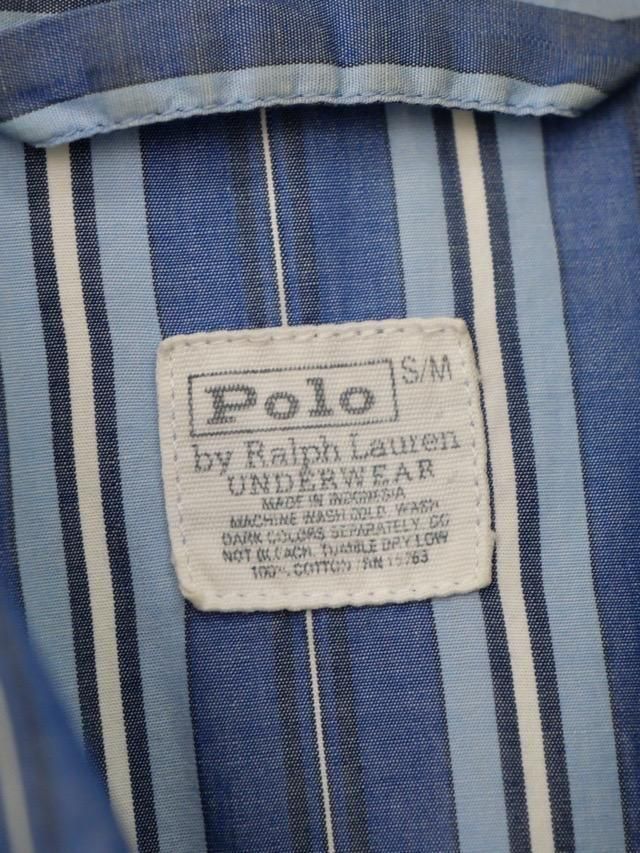 Polo S/M
by Ralph Lauren
UNDERWEAR
MADE IN INDONESIA
MACHINE WASH COLD, WASH
DARK COLORS SEPARATELY. DO
NOT BLEACH, TUMBLE DRY LOW
100% COTTON RN